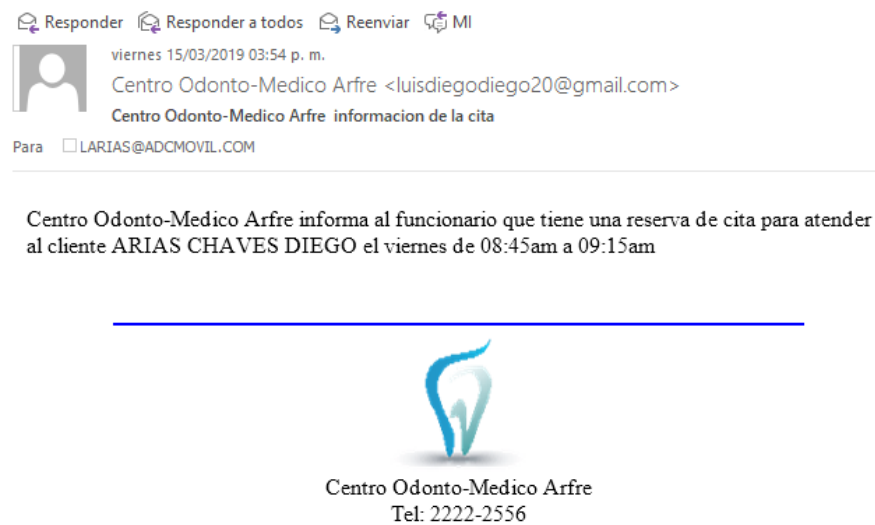 Responder Responder a todos Reenviar MI
viernes 15/03/2019 03:54 p. m.
Centro Odonto-Medico Arfre <luisdiegodiego20@gmail.com>
Centro Odonto-Medico Arfre informacion de la cita
Para LARIAS@ADCMOVIL.COM
Centro Odonto-Medico Arfre informa al funcionario que tiene una reserva de cita para atender
al cliente ARIAS CHAVES DIEGO el viernes de 08:45am a 09:15am
Centro Odonto-Medico Arfre
Tel: 2222-2556